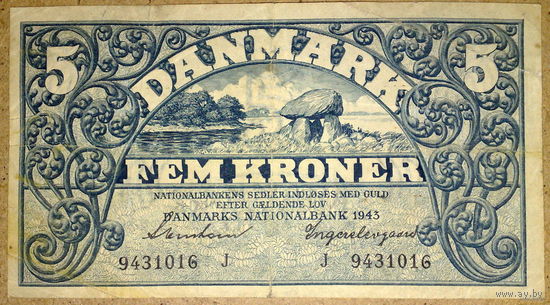 5 DANMARK 5
FEM KRONER
NATIONALBANKENS SEDLER INDLØSES MED GULD
EFTER GÆLDENDE LOV
DANMARKS NATIONALBANK 1943
9431016 J J 9431016
www.ay.by